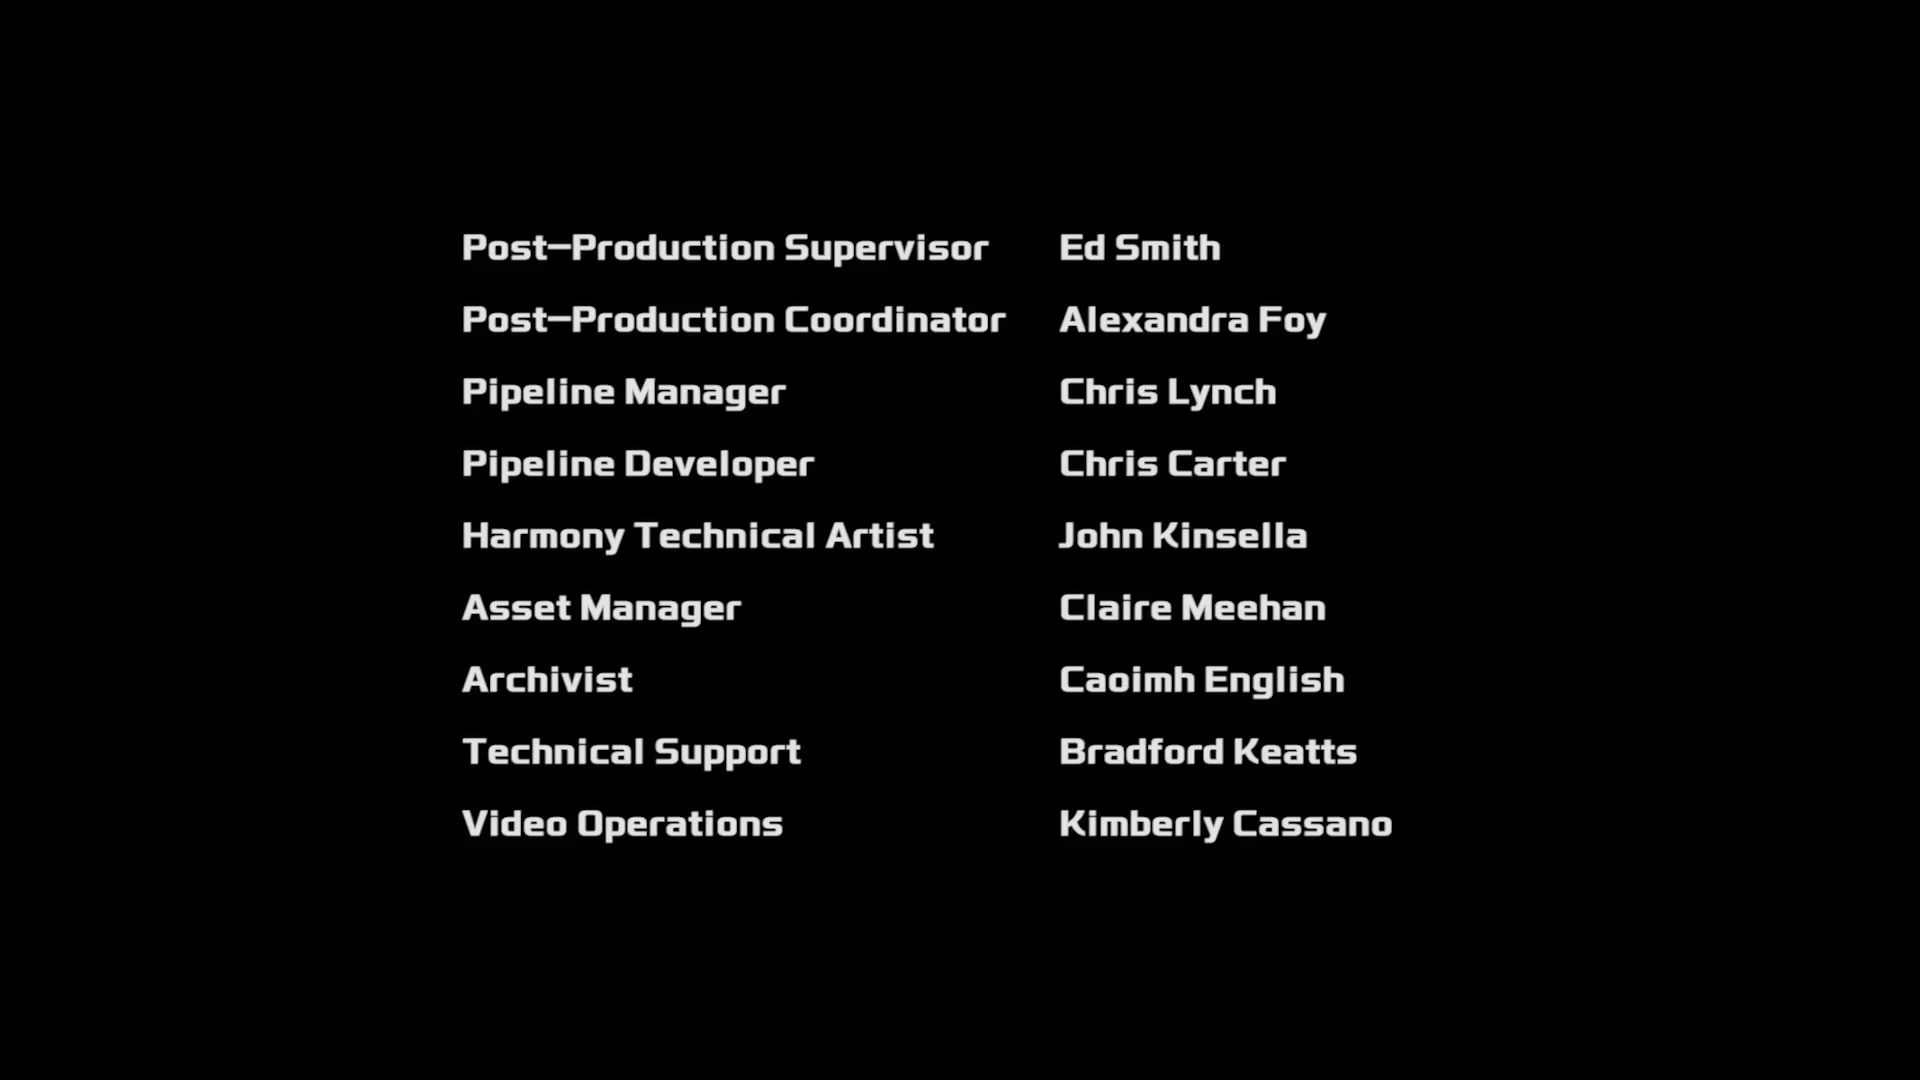 Post–Production Supervisor Ed Smith
Post–Production Coordinator Alexandra Foy
Pipeline Manager Chris Lynch
Pipeline Developer Chris Carter
Harmony Technical Artist John Kinsella
Asset Manager Claire Meehan
Archivist Caoimh English
Technical Support Bradford Keatts
Video Operations Kimberly Cassano